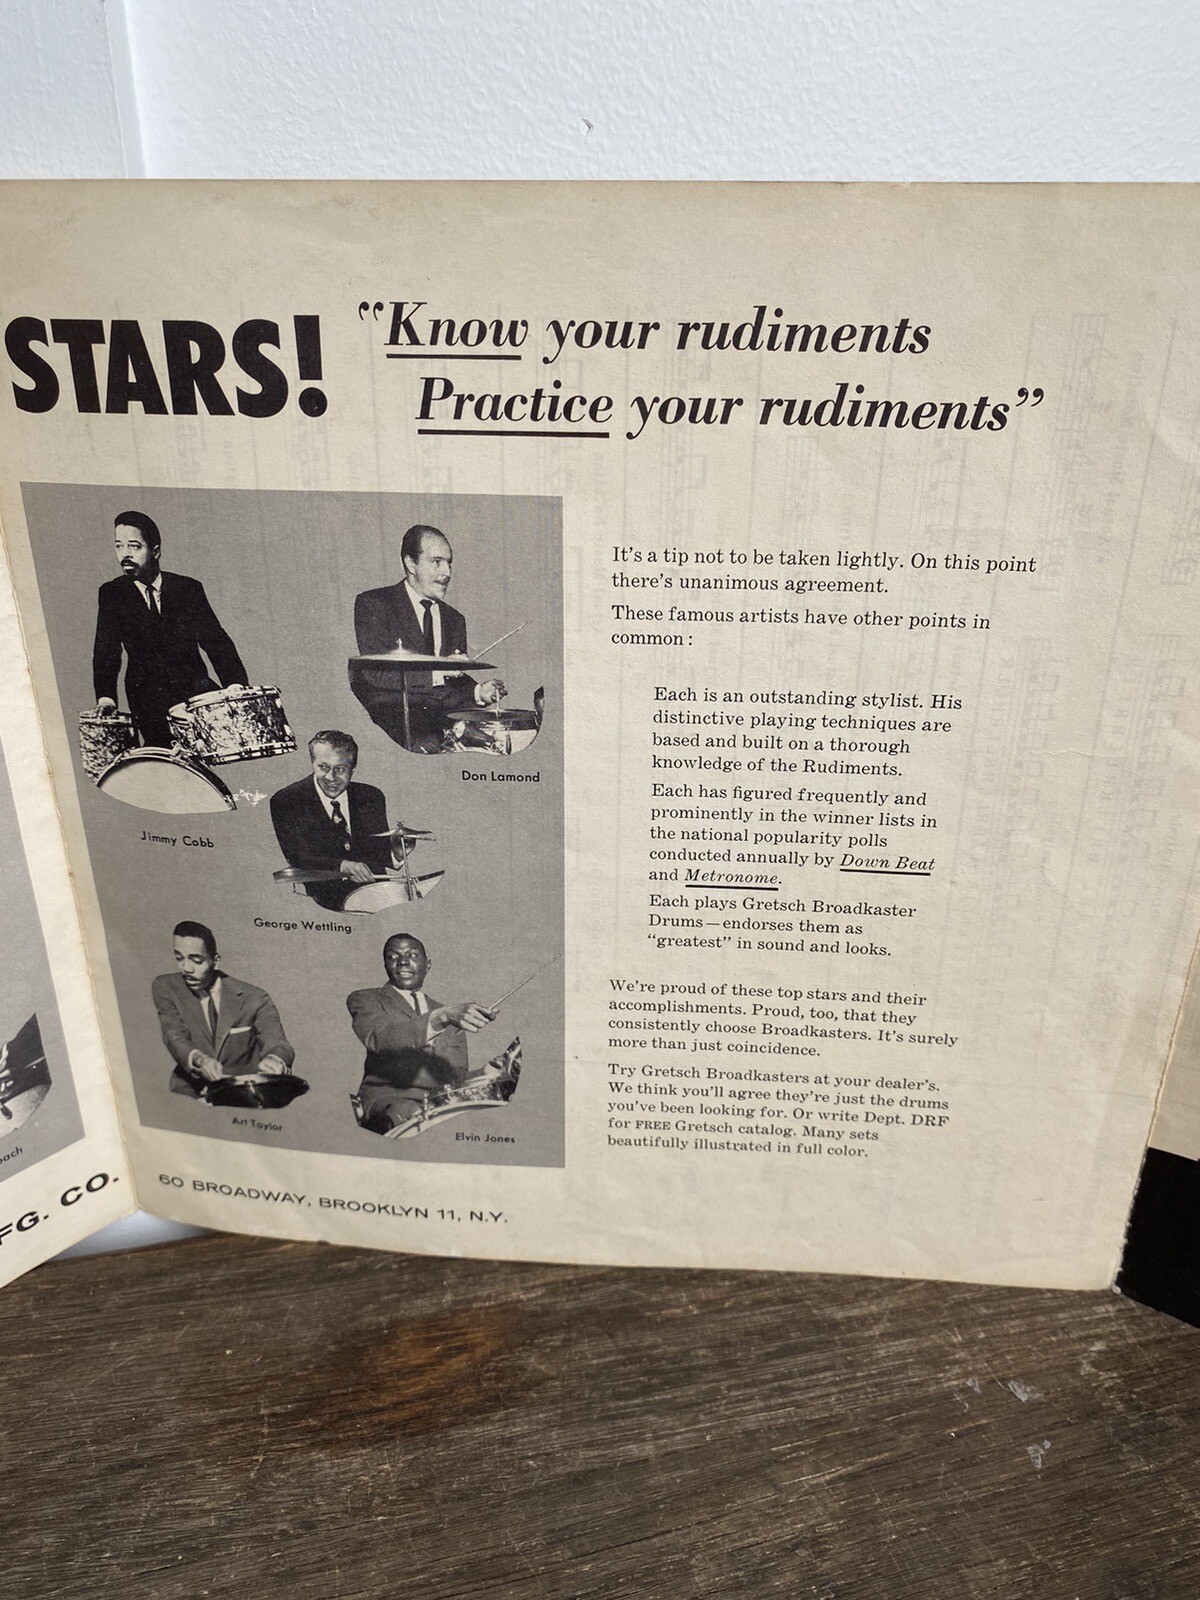 STARS!
“Know your rudiments
Practice your rudiments”
Jimmy Cobb
Don Lamond
George Wettling
Art Taylor
Elvin Jones
oach
FG. CO.
60 BROADWAY, BROOKLYN 11, N.Y.
It's a tip not to be taken lightly. On this point
there's unanimous agreement.
These famous artists have other points in
common:
Each is an outstanding stylist. His
distinctive playing techniques are
based and built on a thorough
knowledge of the Rudiments.
Each has figured frequently and
prominently in the winner lists in
the national popularity polls
conducted annually by Down Beat
and Metronome.
Each plays Gretsch Broadkaster
Drums—endorses them as
“greatest” in sound and looks.
We're proud of these top stars and their
accomplishments. Proud, too, that they
consistently choose Broadkasters. It's surely
more than just coincidence.
Try Gretsch Broadkasters at your dealer's.
We think you'll agree they're just the drums
you've been looking for. Or write Dept. DRF
for FREE Gretsch catalog. Many sets
beautifully illustrated in full color.